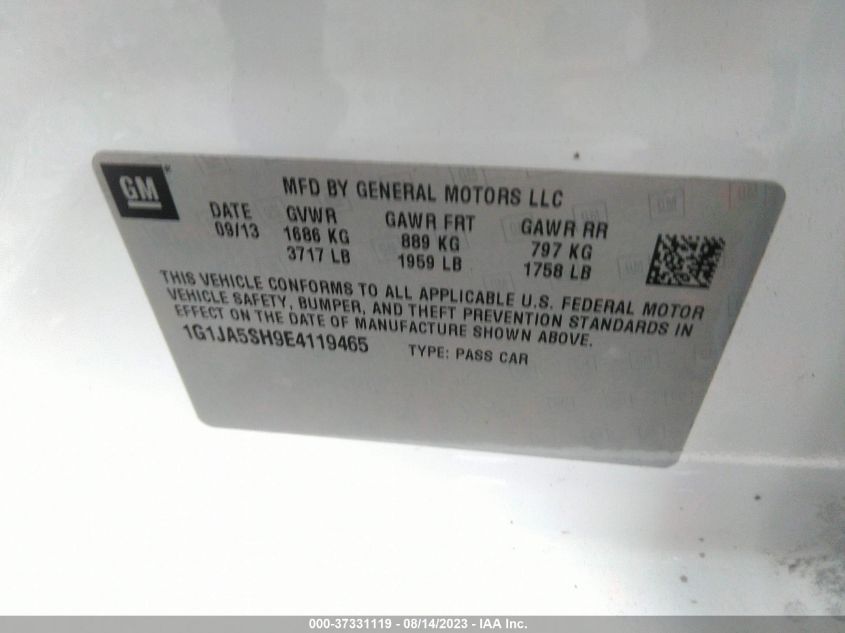 GM
MFD BY GENERAL MOTORS LLC
DATE GVWR GAWR FRT GAWR RR
09/13 1686 KG 889 KG 797 KG
3717 LB 1959 LB 1758 LB
THIS VEHICLE CONFORMS TO ALL APPLICABLE U.S. FEDERAL MOTOR
VEHICLE SAFETY, BUMPER, AND THEFT PREVENTION STANDARDS IN
EFFECT ON THE DATE OF MANUFACTURE SHOWN ABOVE.
1G1JA5SH9E4119465 TYPE: PASS CAR
000-37331119 - 08/14/2023 - IAA Inc.